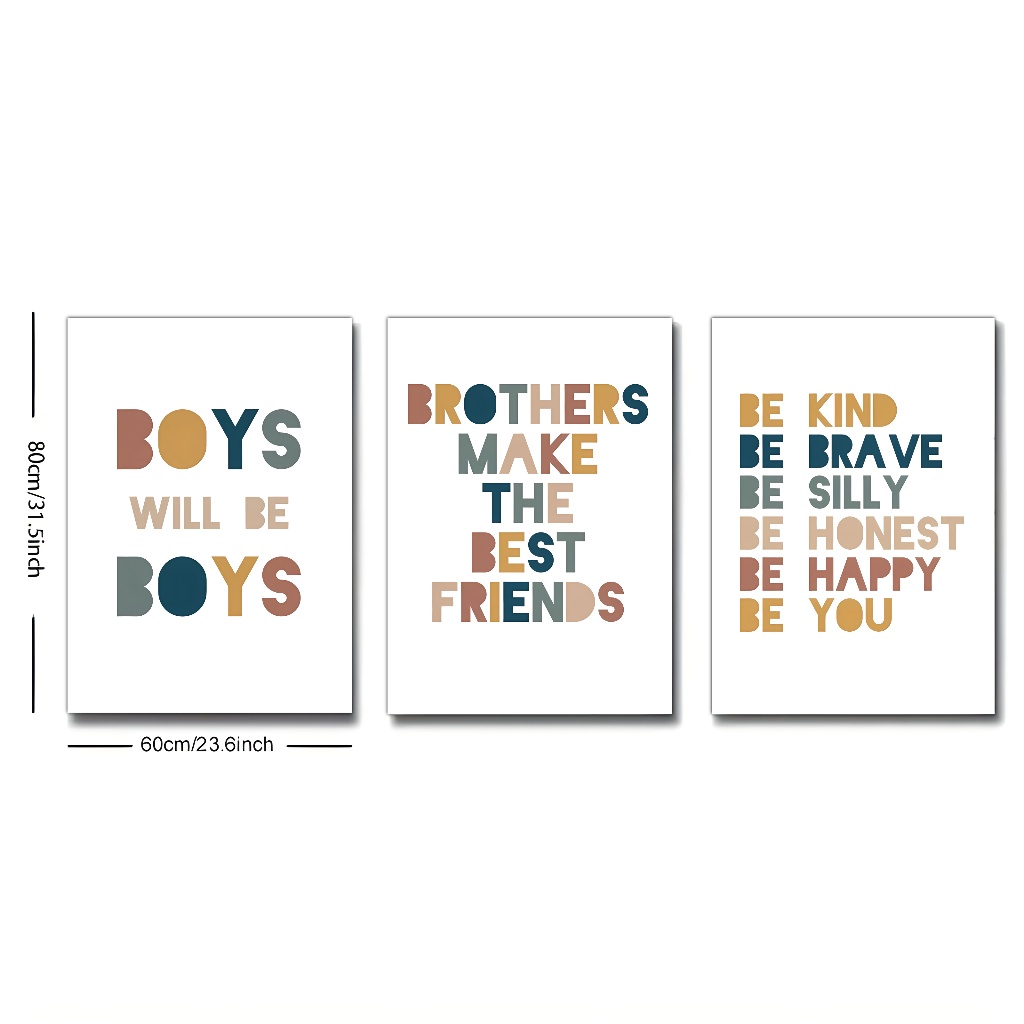 80cm/31.5inch
BOYS
WILL BE
BOYS
60cm/23.6inch
BROTHERS
MAKE
THE
BEST
FRIENDS
BE KIND
BE BRAVE
BE SILLY
BE HONEST
BE HAPPY
BE YOU